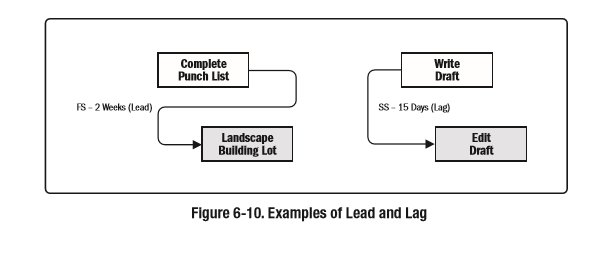 Complete
Punch List
FS – 2 Weeks (Lead)
Landscape
Building Lot
Write
Draft
SS – 15 Days (Lag)
Edit
Draft
Figure 6-10. Examples of Lead and Lag